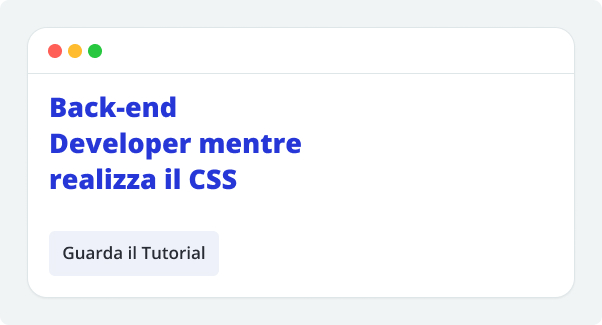 Back-end
Developer mentre
realizza il CSS
Guarda il Tutorial